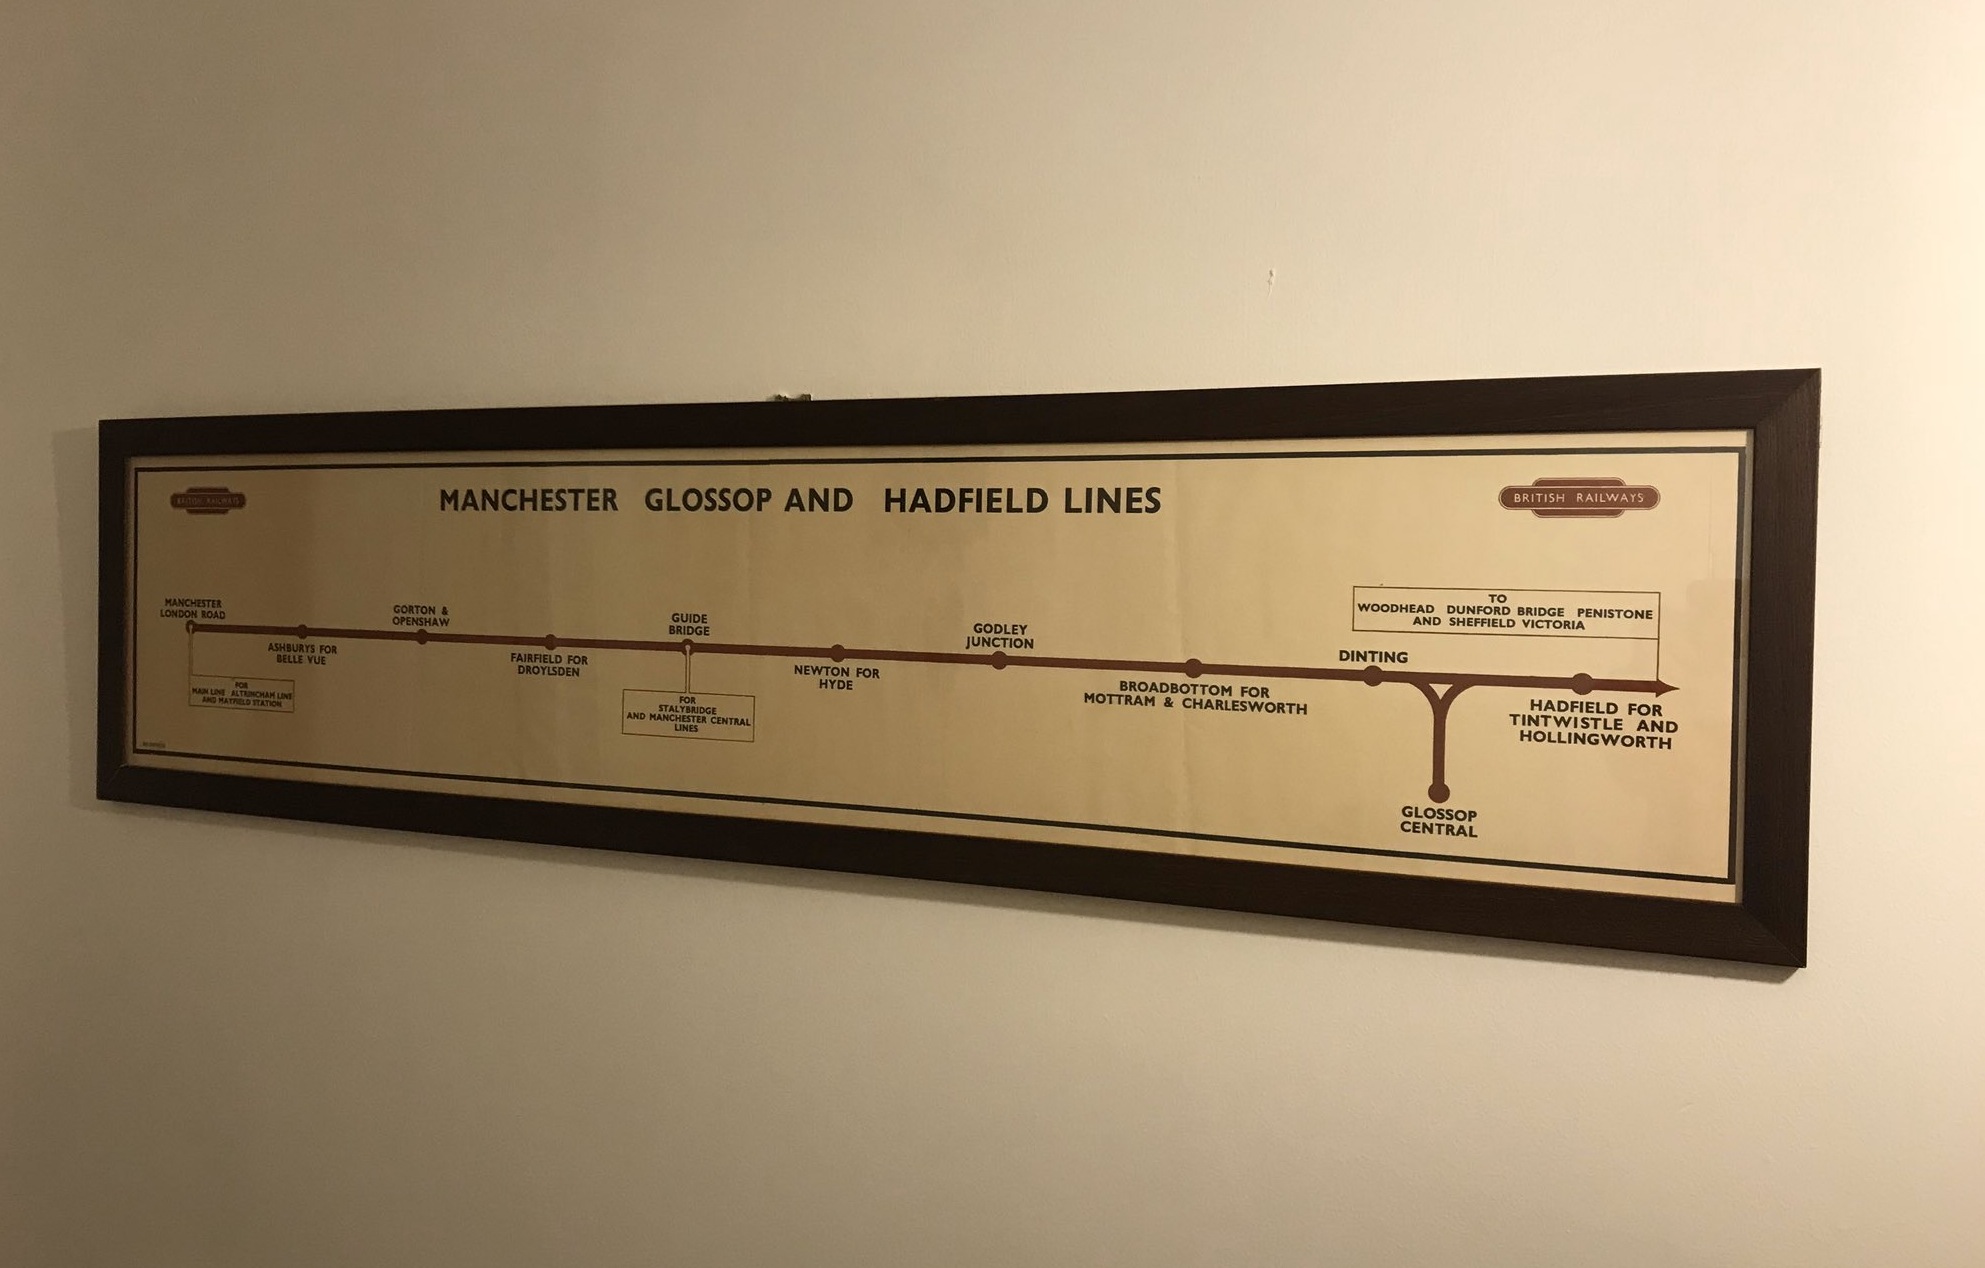 BRITISH RAILWAYS
MANCHESTER GLOSSOP AND HADFIELD LINES
BRITISH RAILWAYS
MANCHESTER
LONDON ROAD
FOR
MAIN LINE ALTRINCHAM LINE
AND MAYFIELD STATION
ASHBURYS FOR
BELLE VUE
GORTON &
OPENSHAW
FAIRFIELD FOR
DROYLSDEN
GUIDE
BRIDGE
FOR
STALYBRIDGE
AND MANCHESTER CENTRAL
LINES
NEWTON FOR
HYDE
GODLEY
JUNCTION
BROADBOTTOM FOR
MOTTRAM & CHARLESWORTH
DINTING
GLOSSOP
CENTRAL
TO
WOODHEAD DUNFORD BRIDGE PENISTONE
AND SHEFFIELD VICTORIA
HADFIELD FOR
TINTWISTLE AND
HOLLINGWORTH